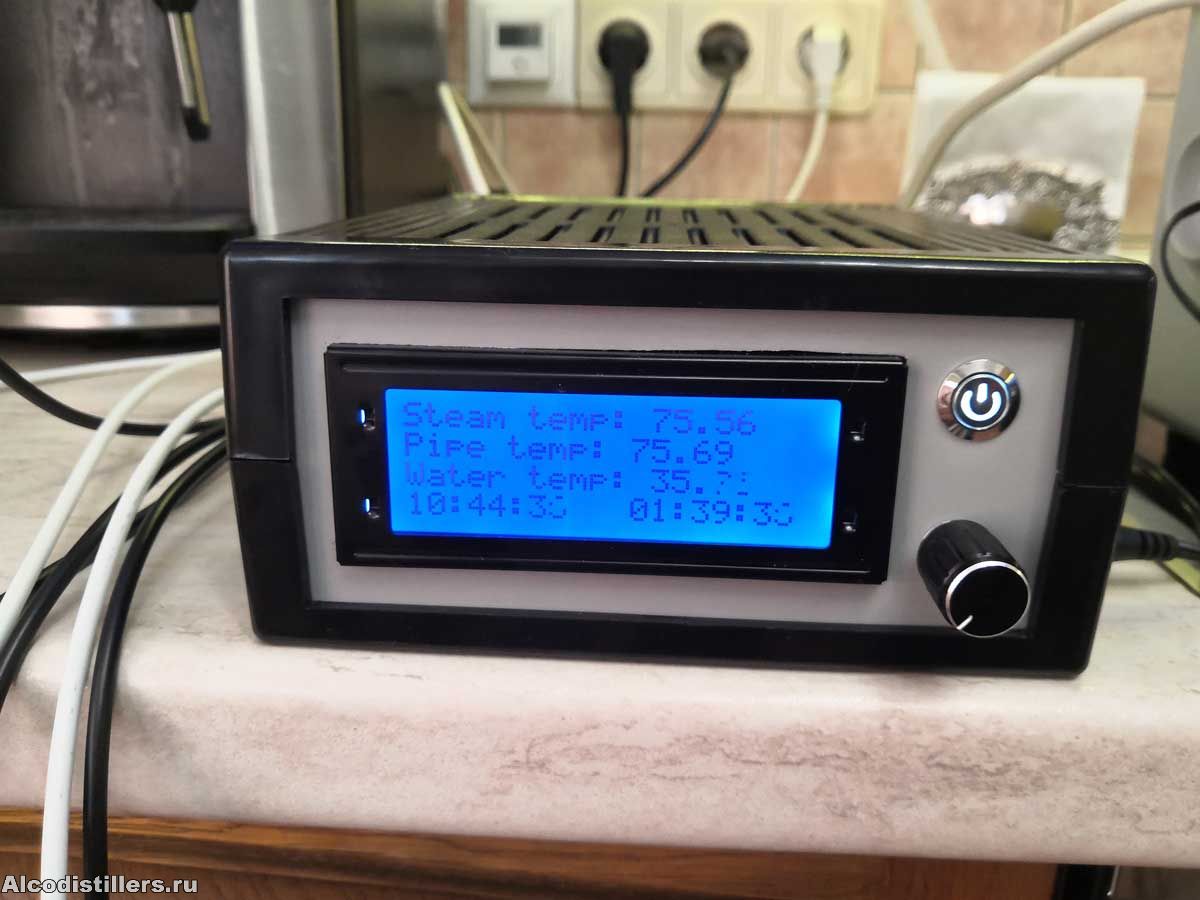 Steam temp: 75.56
Pipe temp: 75.69
Water temp:
Alcodistillers.ru